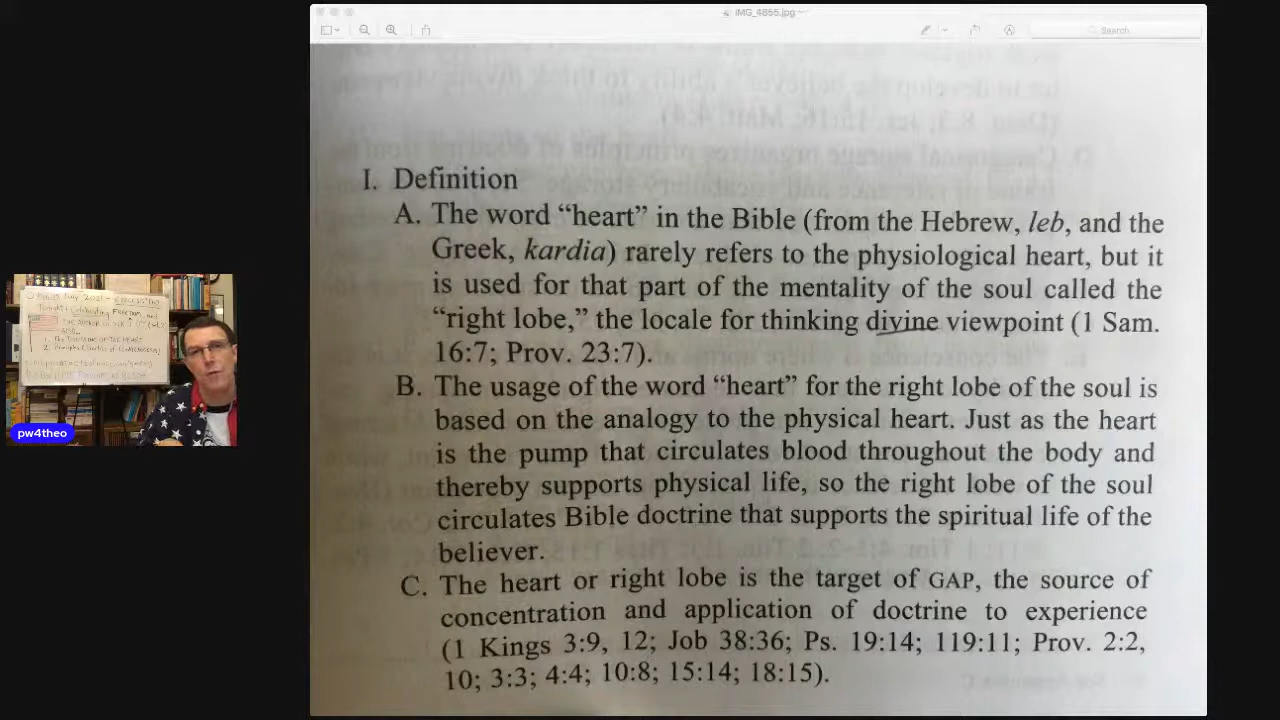 IMG_4855.jpg
Search
I. Definition
A. The word “heart” in the Bible (from the Hebrew, leb, and the
Greek, kardia) rarely refers to the physiological heart, but it
is used for that part of the mentality of the soul called the
“right lobe,” the locale for thinking divine viewpoint (1 Sam.
16:7; Prov. 23:7).
B. The usage of the word “heart” for the right lobe of the soul is
based on the analogy to the physical heart. Just as the heart
is the pump that circulates blood throughout the body and
thereby supports physical life, so the right lobe of the soul
circulates Bible doctrine that supports the spiritual life of the
believer.
C. The heart or right lobe is the target of GAP, the source of
concentration and application of doctrine to experience
(1 Kings 3:9, 12; Job 38:36; Ps. 19:14; 119:11; Prov. 2:2,
10; 3:3; 4:4; 10:8; 15:14; 18:15).
pw4theo